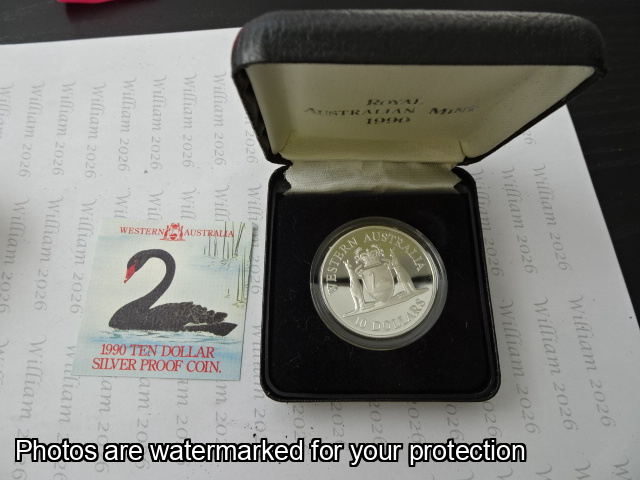 ROYAL
AUSTRALIAN MINT
1990
WESTERN AUSTRALIA
1990 TEN DOLLAR
SILVER PROOF COIN.
WESTERN AUSTRALIA
10 DOLLARS
William 2026
Photos are watermarked for your protection